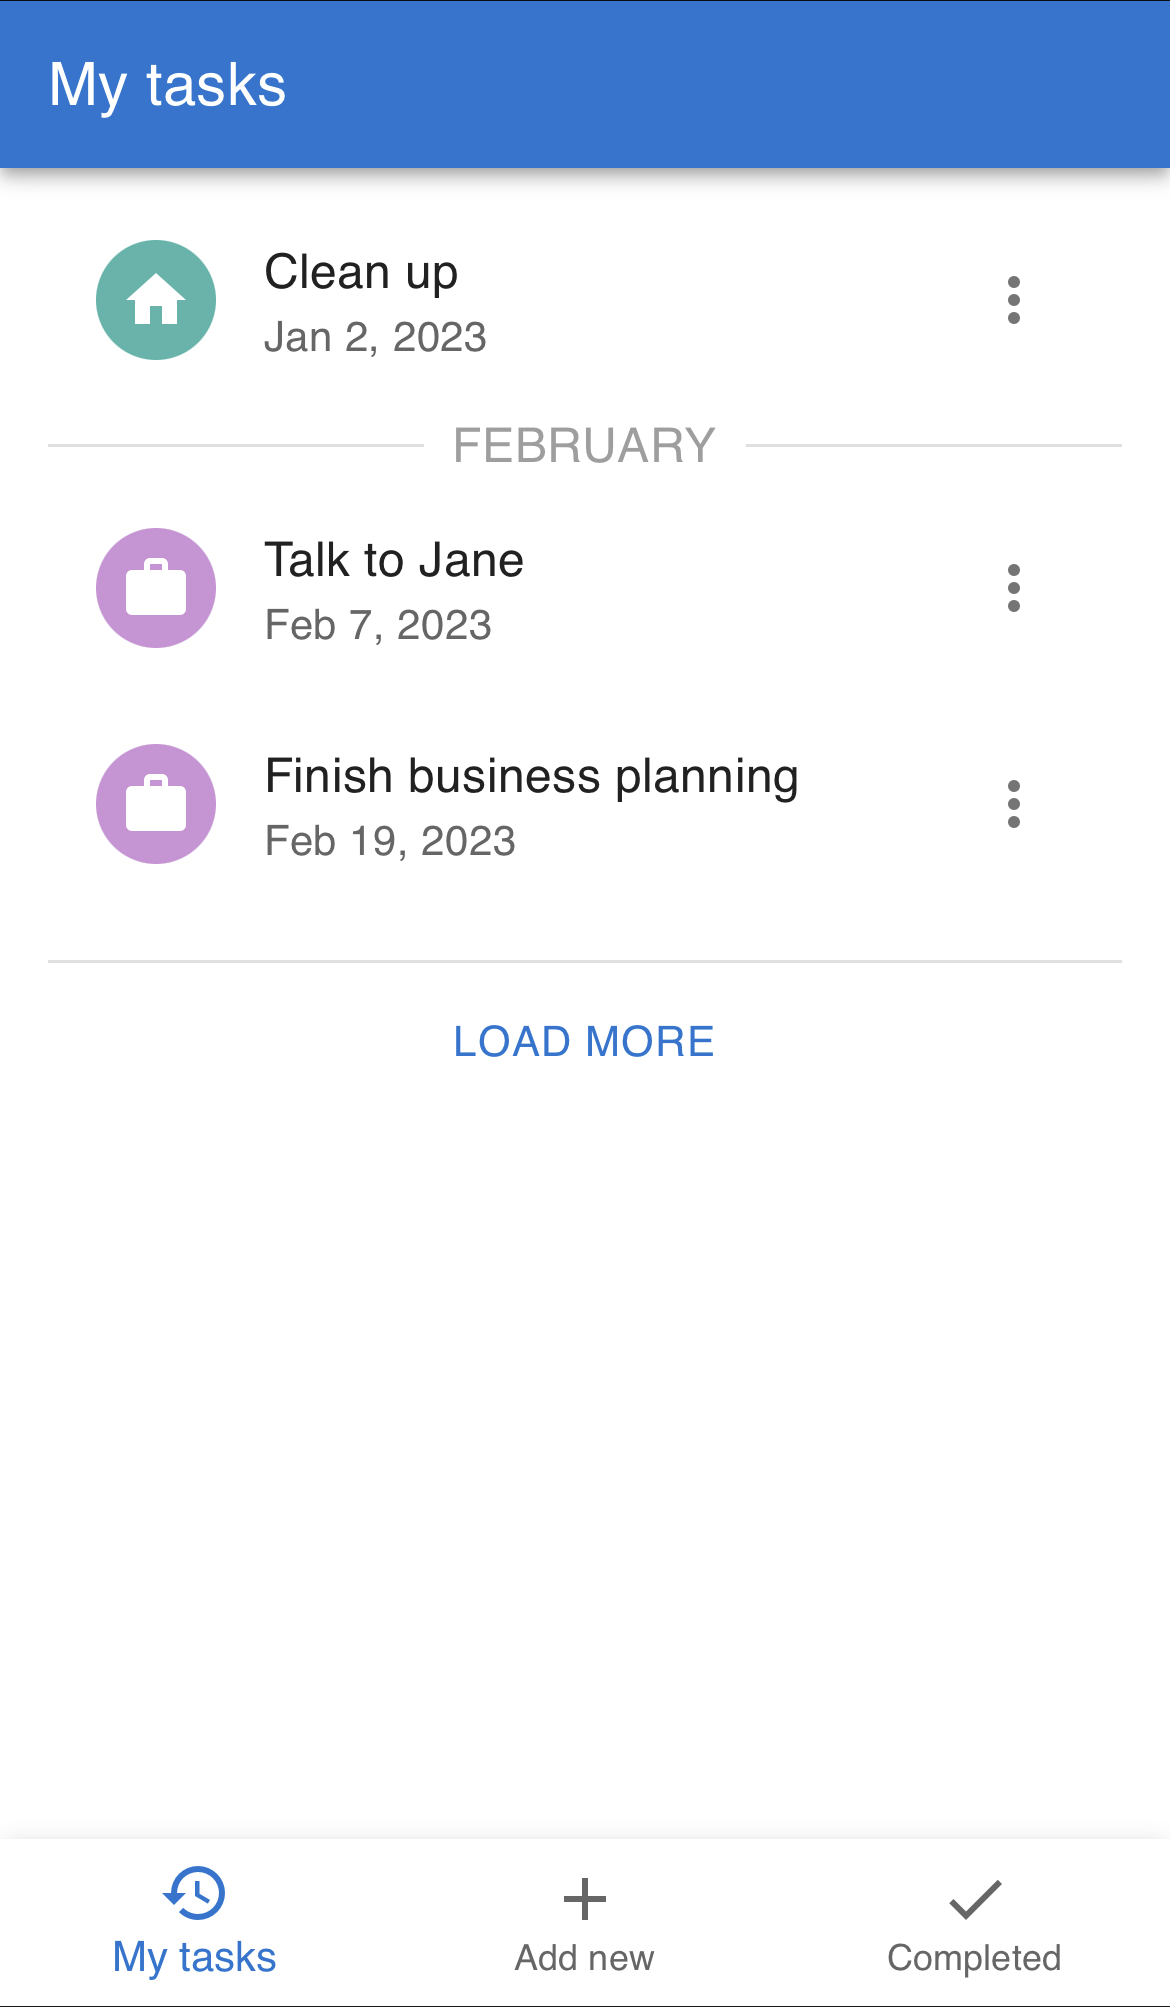 My tasks
Clean up
Jan 2, 2023
FEBRUARY
Talk to Jane
Feb 7, 2023
Finish business planning
Feb 19, 2023
LOAD MORE
My tasks
Add new
Completed